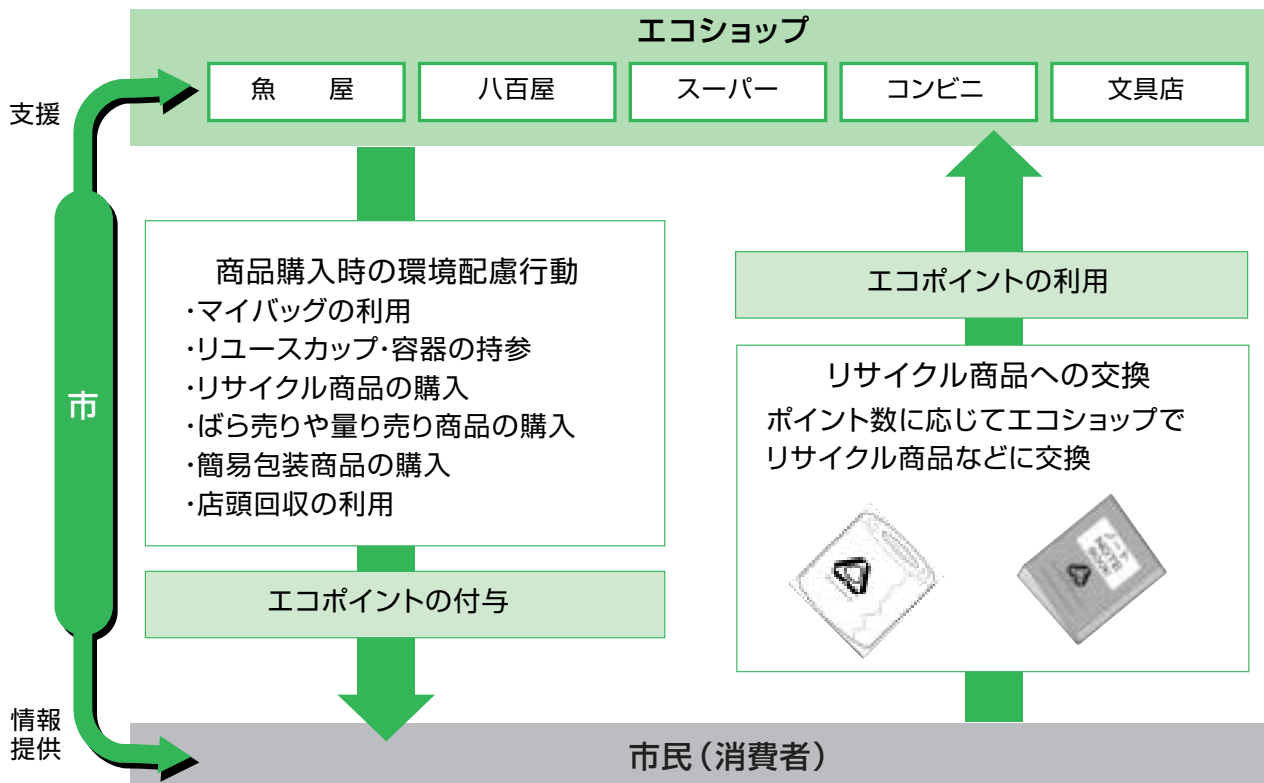 エコショップ
魚　屋
八百屋
スーパー
コンビニ
文具店
支援
市
情報
提供
商品購入時の環境配慮行動
・マイバッグの利用
・リユースカップ・容器の持参
・リサイクル商品の購入
・ばら売りや量り売り商品の購入
・簡易包装商品の購入
・店頭回収の利用
エコポイントの付与
エコポイントの利用
リサイクル商品への交換
ポイント数に応じてエコショップで
リサイクル商品などに交換
ノート
NOTE
BOOK
市民（消費者）